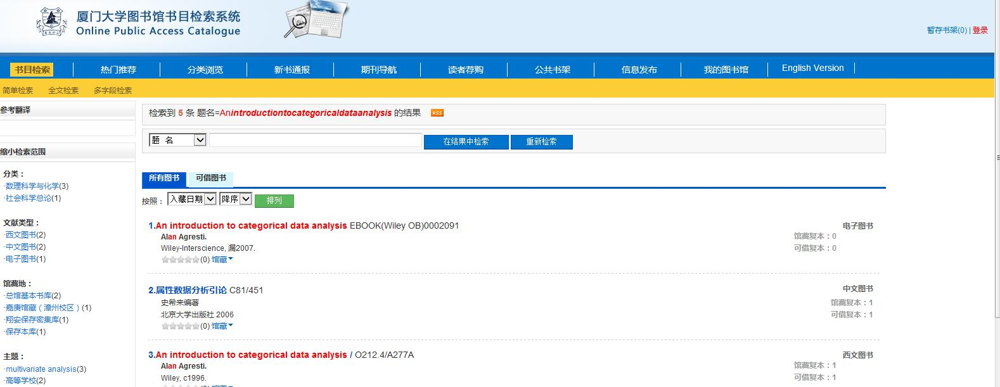 厦门大学图书馆书目检索系统
Online Public Access Catalogue
暂存书架(0) | 登录
书目检索 热门推荐 分类浏览 新书通报 期刊导航 读者荐购 公共书架 信息发布 我的图书馆 English Version
简单检索 全文检索 多字段检索
参考翻译
检索到 5 条 题名=Anintroductiontocategoricaldataanalysis 的结果 RSS
题 名 在结果中检索 重新检索
缩小检索范围
分类：
·数理科学与化学(3)
·社会科学总论(1)
文献类型：
·西文图书(2)
·中文图书(2)
·电子图书(1)
馆藏地：
·总馆基本书库(2)
·嘉庚馆藏（漳州校区）(1)
·翔安保存密集库(1)
·保存本库(1)
主题：
·multivariate analysis(3)
·高等学校(2)
所有图书 可借图书
按照： 入藏日期 降序 排列
1.An introduction to categorical data analysis EBOOK(Wiley OB)0002091 电子图书
Alan Agresti. 馆藏复本：0
Wiley-Interscience, 漏2007. 可借复本：0
(0) 馆藏
2.属性数据分析引论 C81/451 中文图书
史希来编著 馆藏复本：1
北京大学出版社 2006 可借复本：1
(0) 馆藏
3.An introduction to categorical data analysis / O212.4/A277A 西文图书
Alan Agresti. 馆藏复本：1
Wiley, c1996. 可借复本：1